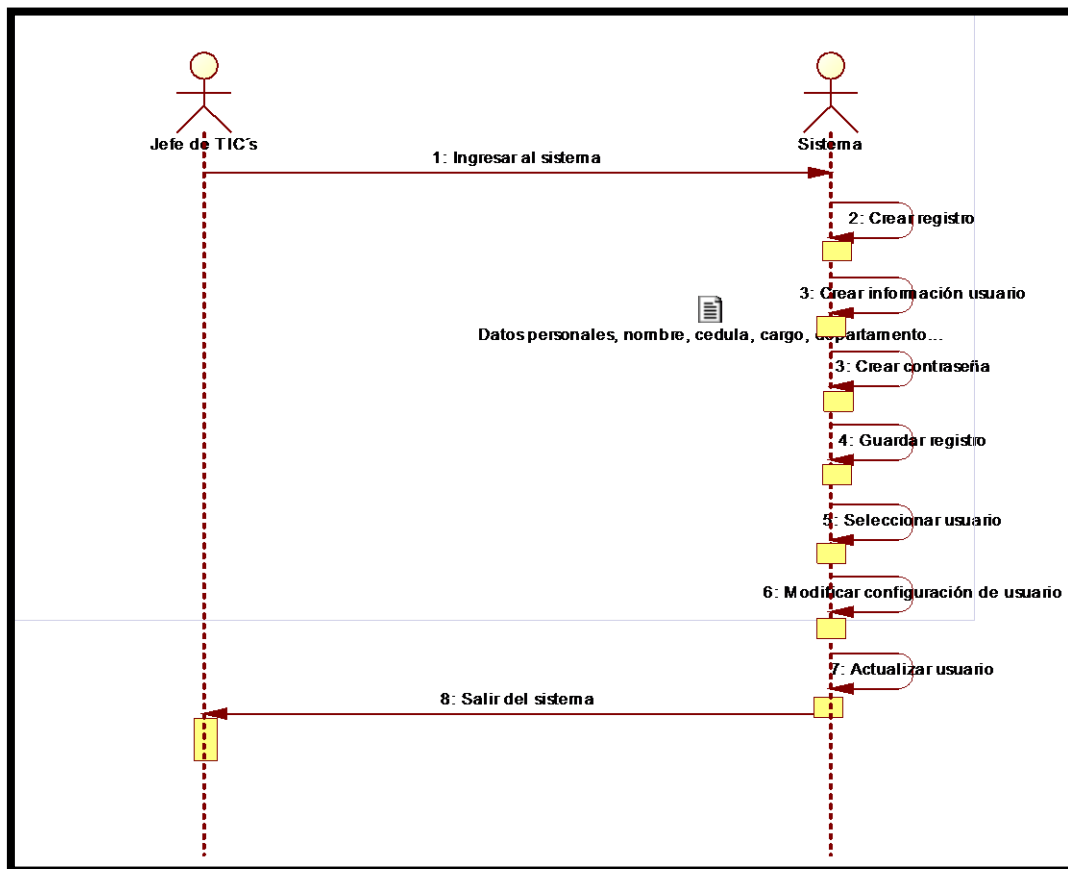 Jefe de TIC´s
Sistema
1: Ingresar al sistema
2: Crear registro
3: Crear información usuario
Datos personales, nombre, cedula, cargo, departamento...
3: Crear contraseña
4: Guardar registro
5: Seleccionar usuario
6: Modificar configuración de usuario
7: Actualizar usuario
8: Salir del sistema